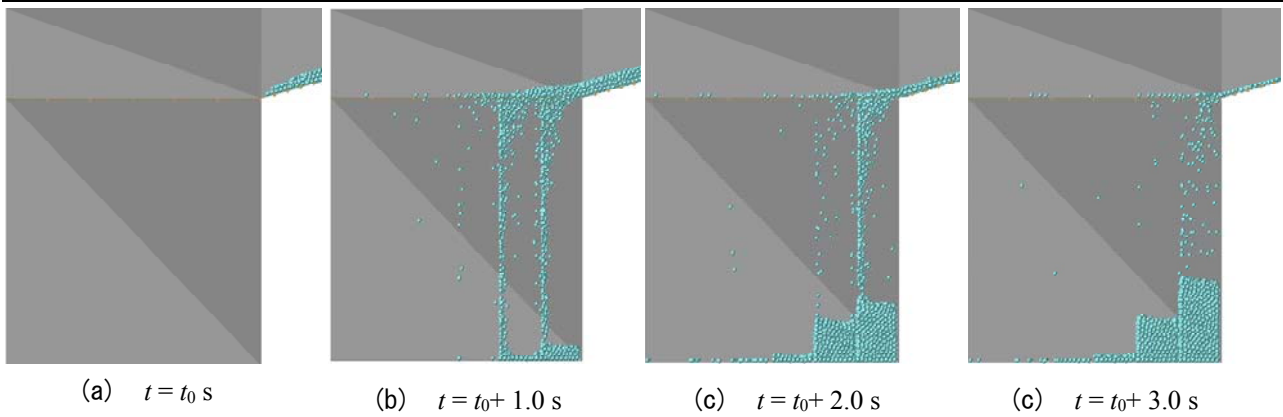 (a) t = t₀ s
(b) t = t₀+ 1.0 s
(c) t = t₀+ 2.0 s
(c) t = t₀+ 3.0 s